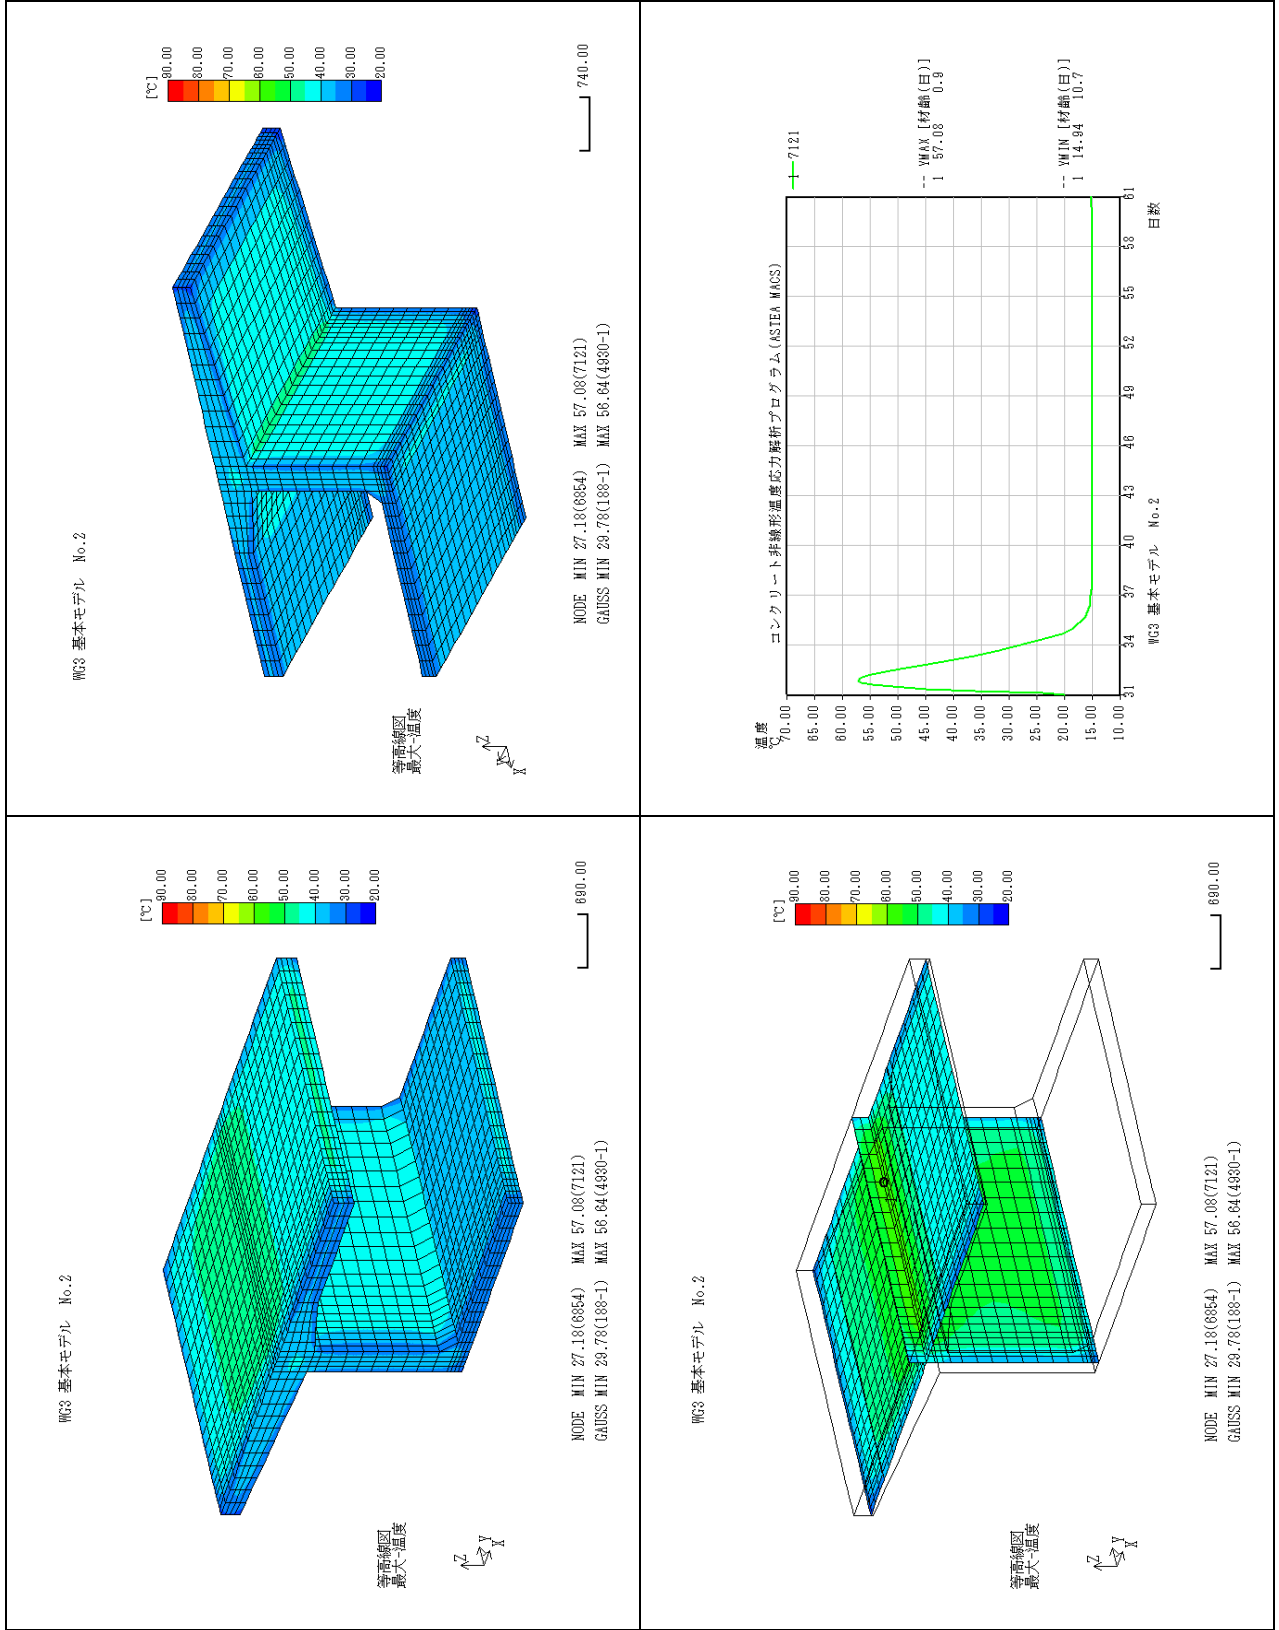 WG3 基本モデル No.2
[℃]
90.00
80.00
70.00
60.00
50.00
40.00
30.00
20.00
等高線図
最大-温度
Z
Y
X
NODE MIN 27.18(6854) MAX 57.08(7121)
GAUSS MIN 29.78(188-1) MAX 56.64(4930-1)
690.00
WG3 基本モデル No.2
[℃]
90.00
80.00
70.00
60.00
50.00
40.00
30.00
20.00
等高線図
最大-温度
Z
Y
X
NODE MIN 27.18(6854) MAX 57.08(7121)
GAUSS MIN 29.78(188-1) MAX 56.64(4930-1)
740.00
WG3 基本モデル No.2
[℃]
90.00
80.00
70.00
60.00
50.00
40.00
30.00
20.00
等高線図
最大-温度
Z
Y
X
NODE MIN 27.18(6854) MAX 57.08(7121)
GAUSS MIN 29.78(188-1) MAX 56.64(4930-1)
690.00
コンクリート非線形温度応力解析プログラム(ASTEA MACS)
温度
℃
70.00
65.00
60.00
55.00
50.00
45.00
40.00
35.00
30.00
25.00
20.00
15.00
10.00
31 34 37 40 43 46 49 52 55 58 61
日数
1 7121
-- YMAX [材齢(日)]
1 57.08 0.9
-- YMIN [材齢(日)]
1 14.94 10.7
WG3 基本モデル No.2